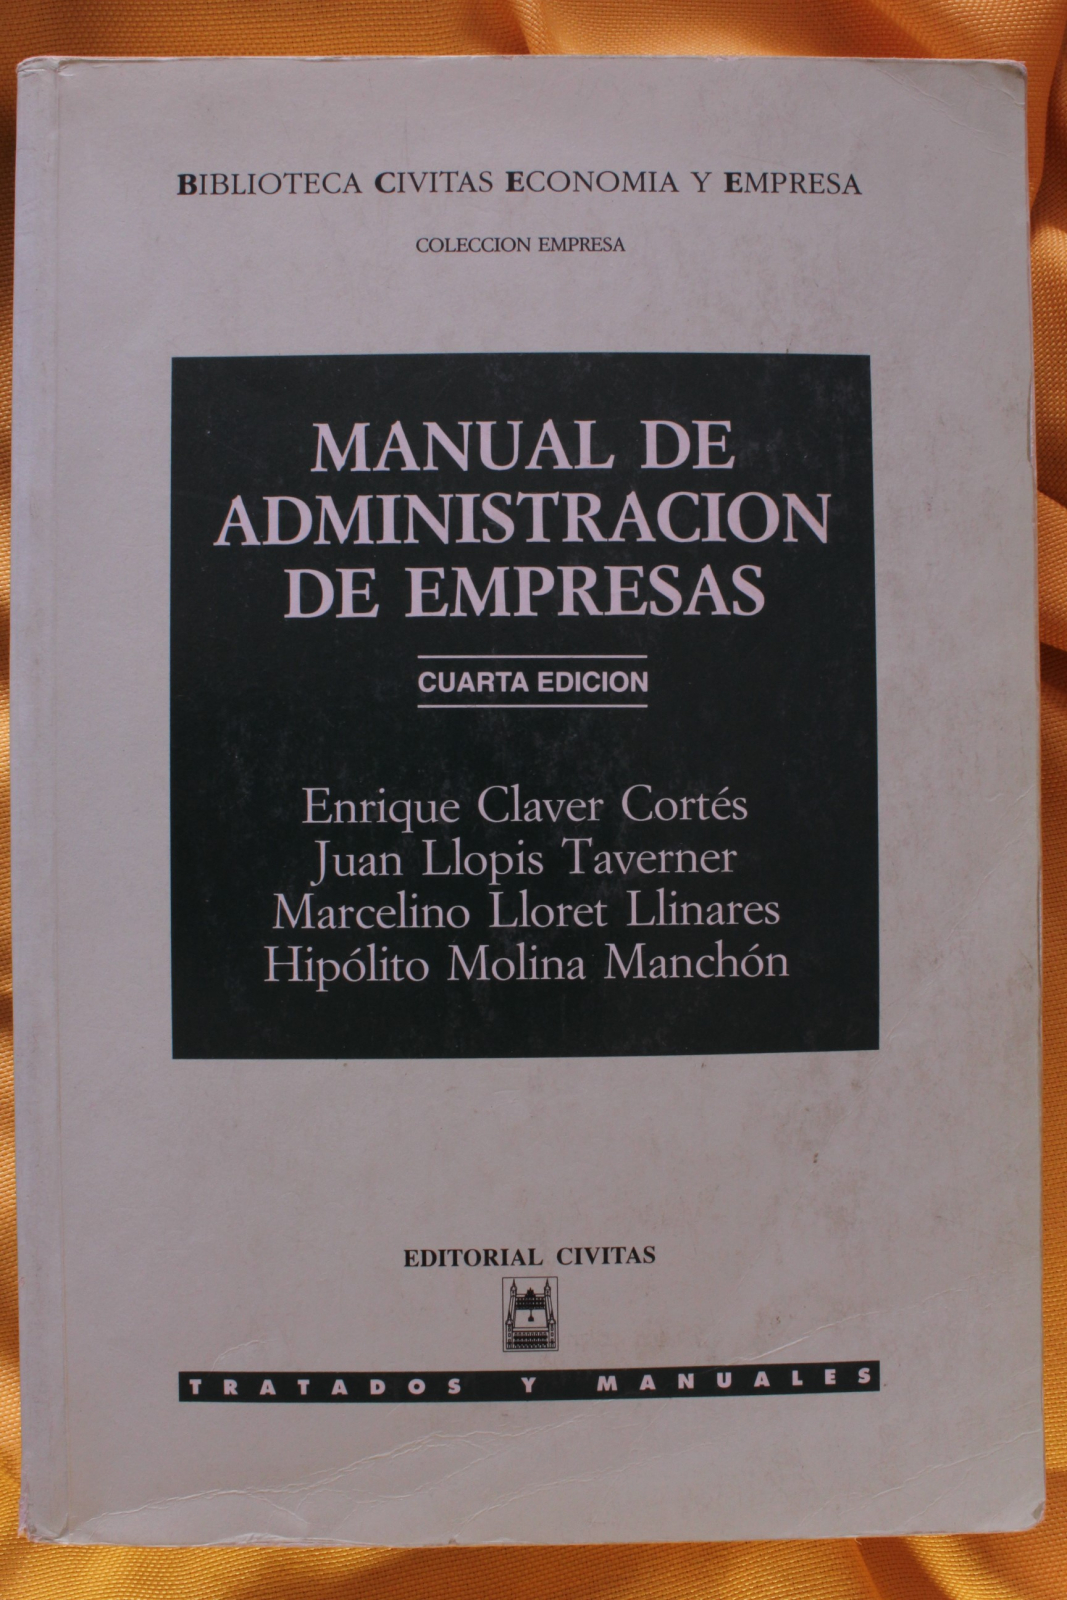 BIBLIOTECA CIVITAS ECONOMIA Y EMPRESA
COLECCION EMPRESA
MANUAL DE
ADMINISTRACION
DE EMPRESAS
CUARTA EDICION
Enrique Claver Cortés
Juan Llopis Taverner
Marcelino Lloret Llinares
Hipólito Molina Manchón
EDITORIAL CIVITAS
TRATADOS Y MANUALES